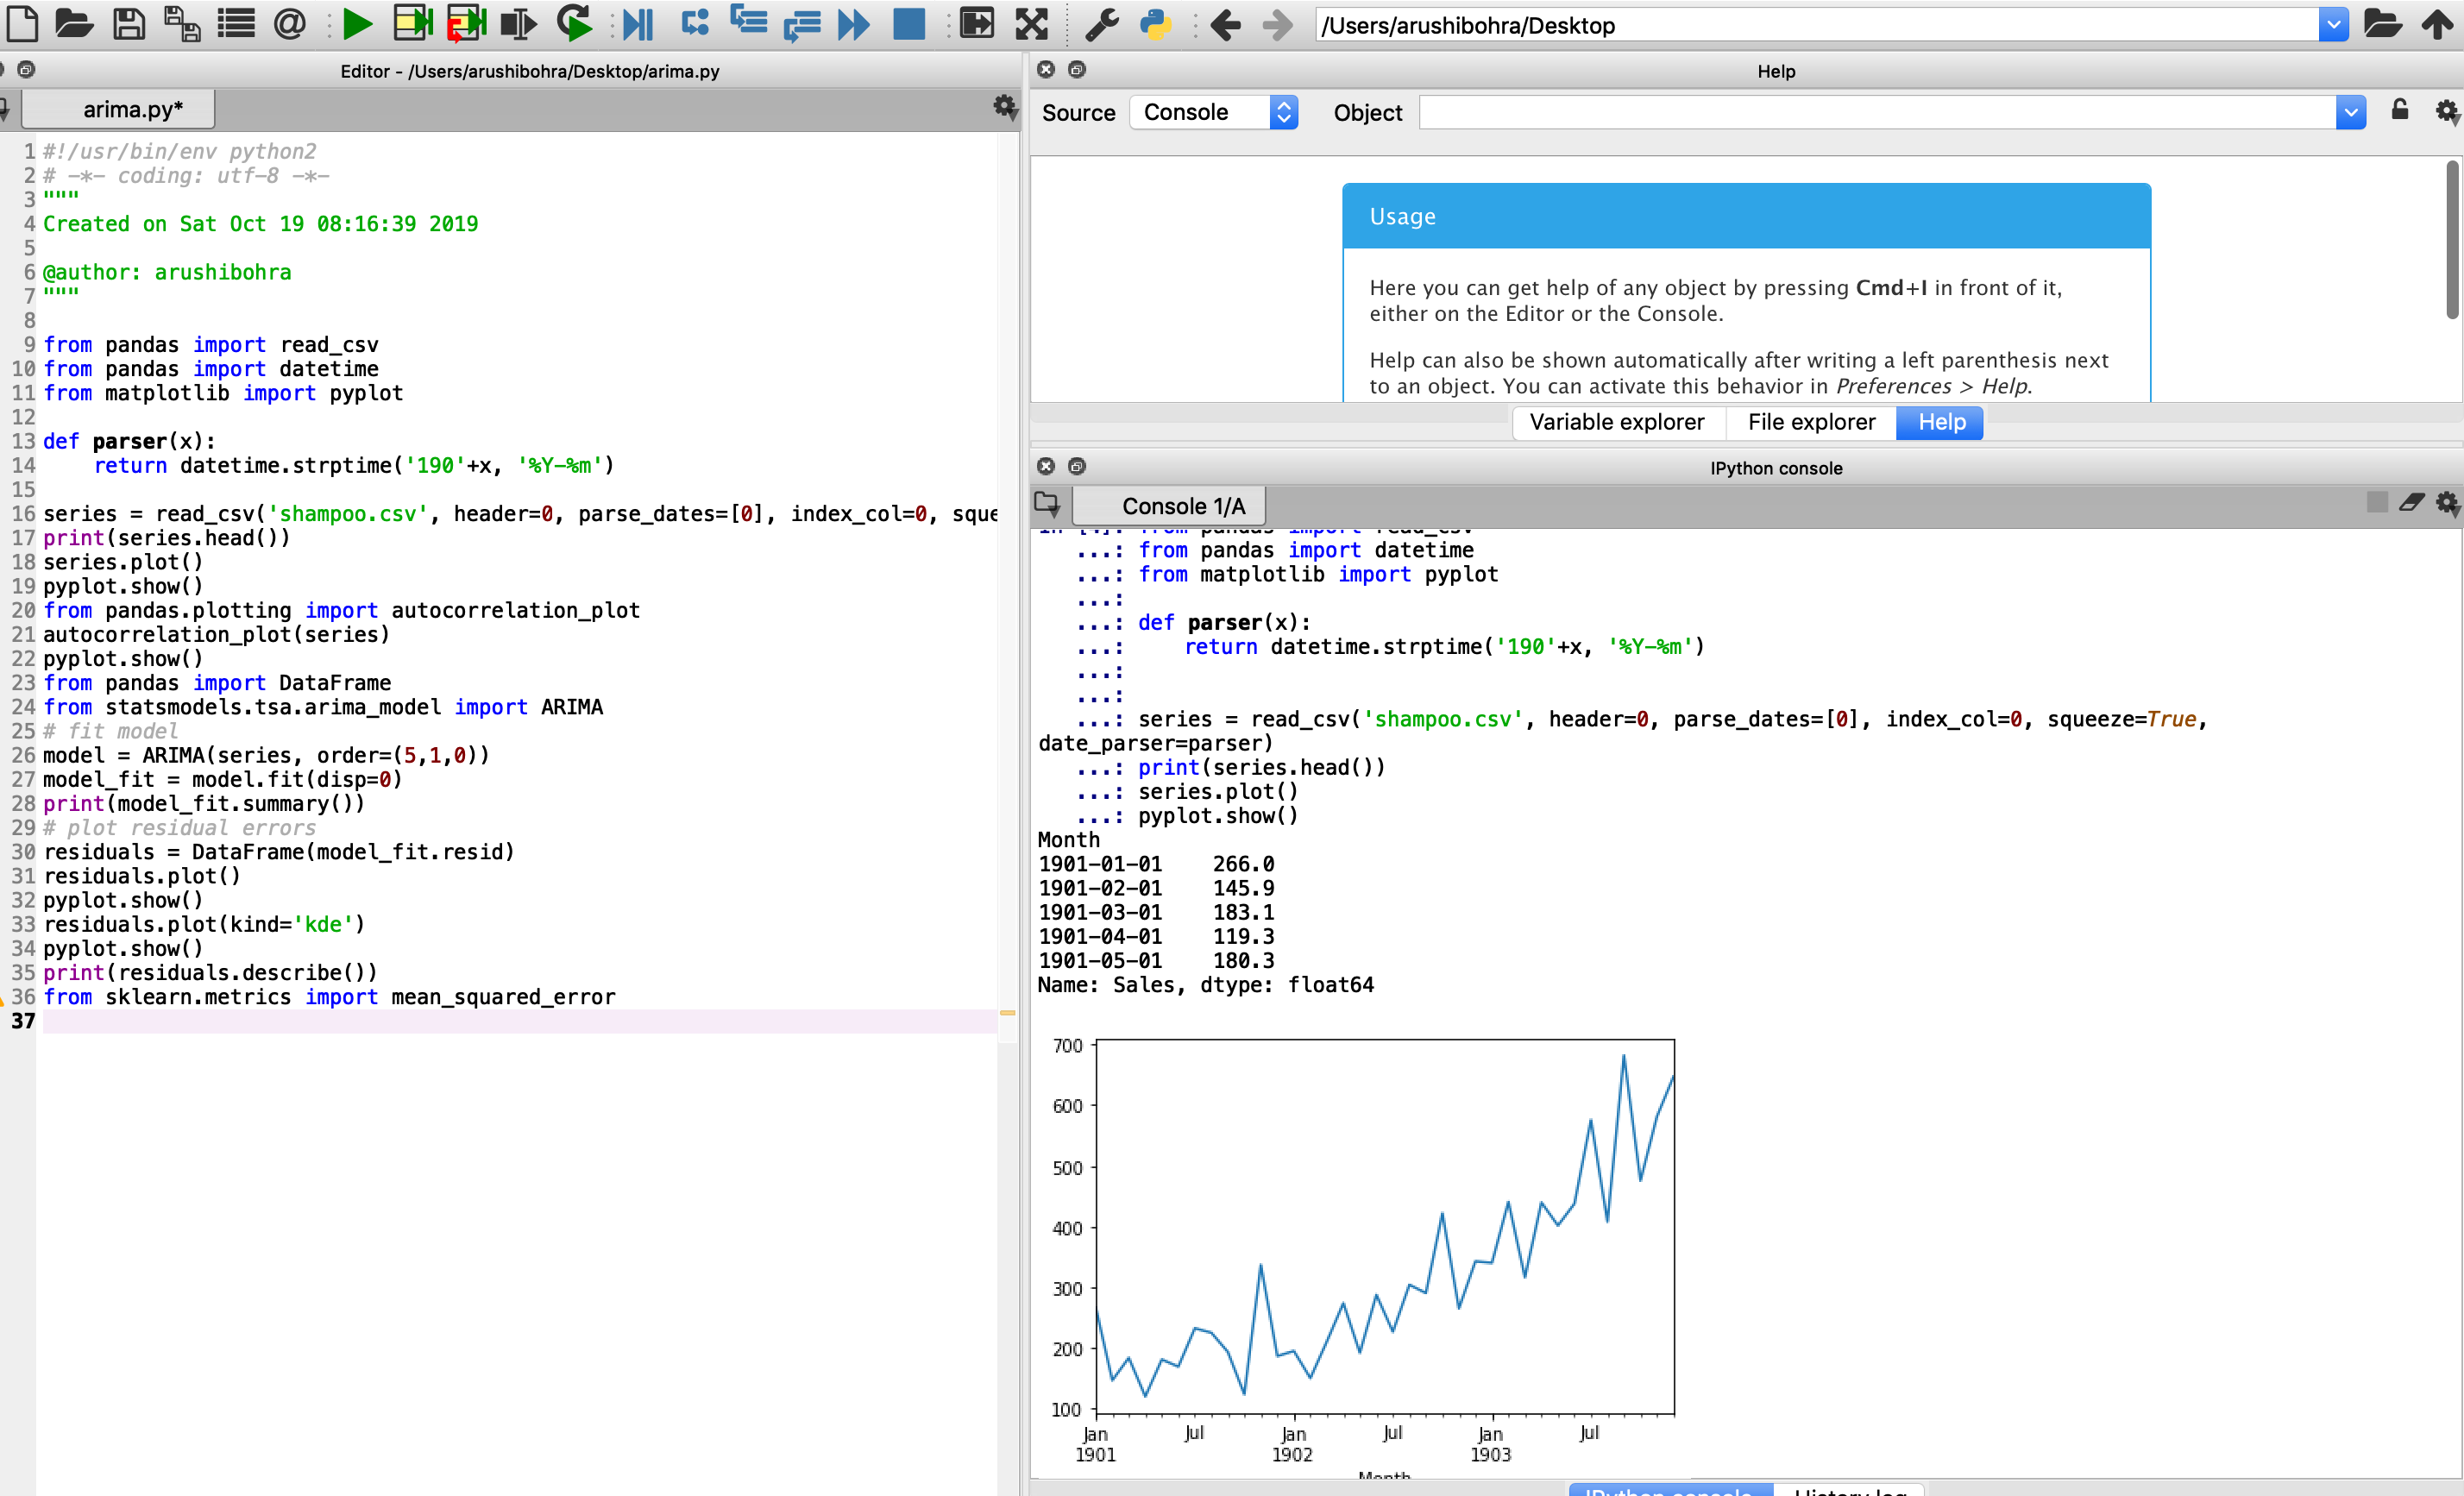 /Users/arushibohra/Desktop
Editor - /Users/arushibohra/Desktop/arima.py
arima.py*
1 #!/usr/bin/env python2
2 # -*- coding: utf-8 -*-
3 """
4 Created on Sat Oct 19 08:16:39 2019
5
6 @author: arushibohra
7 """
8
9 from pandas import read_csv
10 from pandas import datetime
11 from matplotlib import pyplot
12
13 def parser(x):
14     return datetime.strptime('190'+x, '%Y-%m')
15
16 series = read_csv('shampoo.csv', header=0, parse_dates=[0], index_col=0, sque
17 print(series.head())
18 series.plot()
19 pyplot.show()
20 from pandas.plotting import autocorrelation_plot
21 autocorrelation_plot(series)
22 pyplot.show()
23 from pandas import DataFrame
24 from statsmodels.tsa.arima_model import ARIMA
25 # fit model
26 model = ARIMA(series, order=(5,1,0))
27 model_fit = model.fit(disp=0)
28 print(model_fit.summary())
29 # plot residual errors
30 residuals = DataFrame(model_fit.resid)
31 residuals.plot()
32 pyplot.show()
33 residuals.plot(kind='kde')
34 pyplot.show()
35 print(residuals.describe())
36 from sklearn.metrics import mean_squared_error
37
Help
Source Console Object
Usage
Here you can get help of any object by pressing Cmd+I in front of it,
either on the Editor or the Console.
Help can also be shown automatically after writing a left parenthesis next
to an object. You can activate this behavior in Preferences > Help.
Variable explorer File explorer Help
IPython console
Console 1/A
from pandas import read_csv
...: from pandas import datetime
...: from matplotlib import pyplot
...:
...: def parser(x):
...:     return datetime.strptime('190'+x, '%Y-%m')
...:
...:
...: series = read_csv('shampoo.csv', header=0, parse_dates=[0], index_col=0, squeeze=True,
date_parser=parser)
...: print(series.head())
...: series.plot()
...: pyplot.show()
Month
1901-01-01    266.0
1901-02-01    145.9
1901-03-01    183.1
1901-04-01    119.3
1901-05-01    180.3
Name: Sales, dtype: float64
700
600
500
400
300
200
100
Jan Jul Jan Jul Jan Jul
1901 1902 1903
Month
IPython console History log